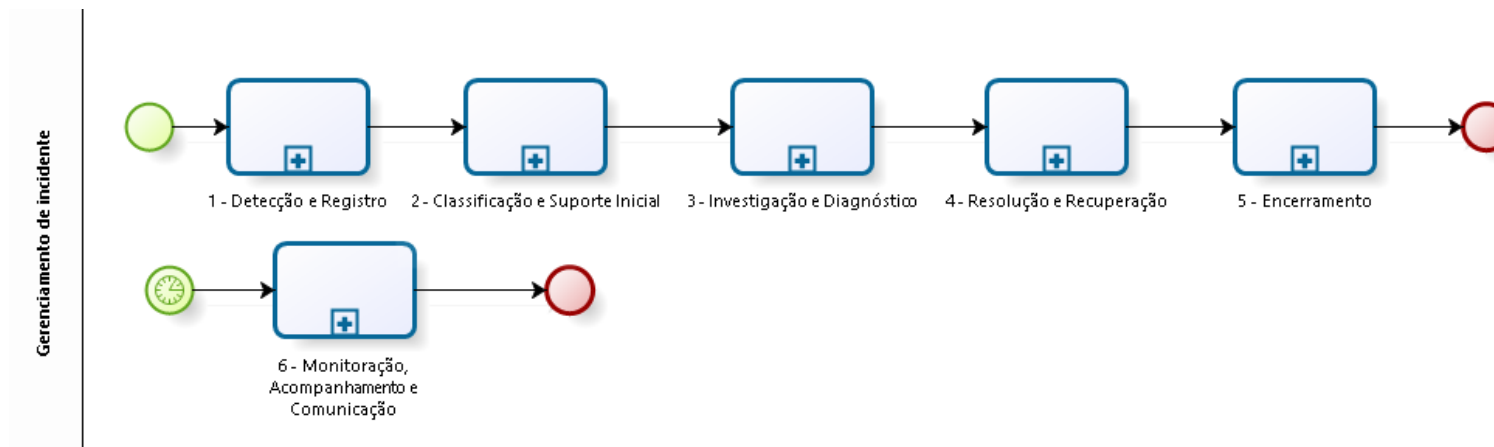 Gerenciamento de incidente
1 - Detecção e Registro
2 - Classificação e Suporte Inicial
3 - Investigação e Diagnóstico
4 - Resolução e Recuperação
5 - Encerramento
6 - Monitoração,
Acompanhamento e
Comunicação